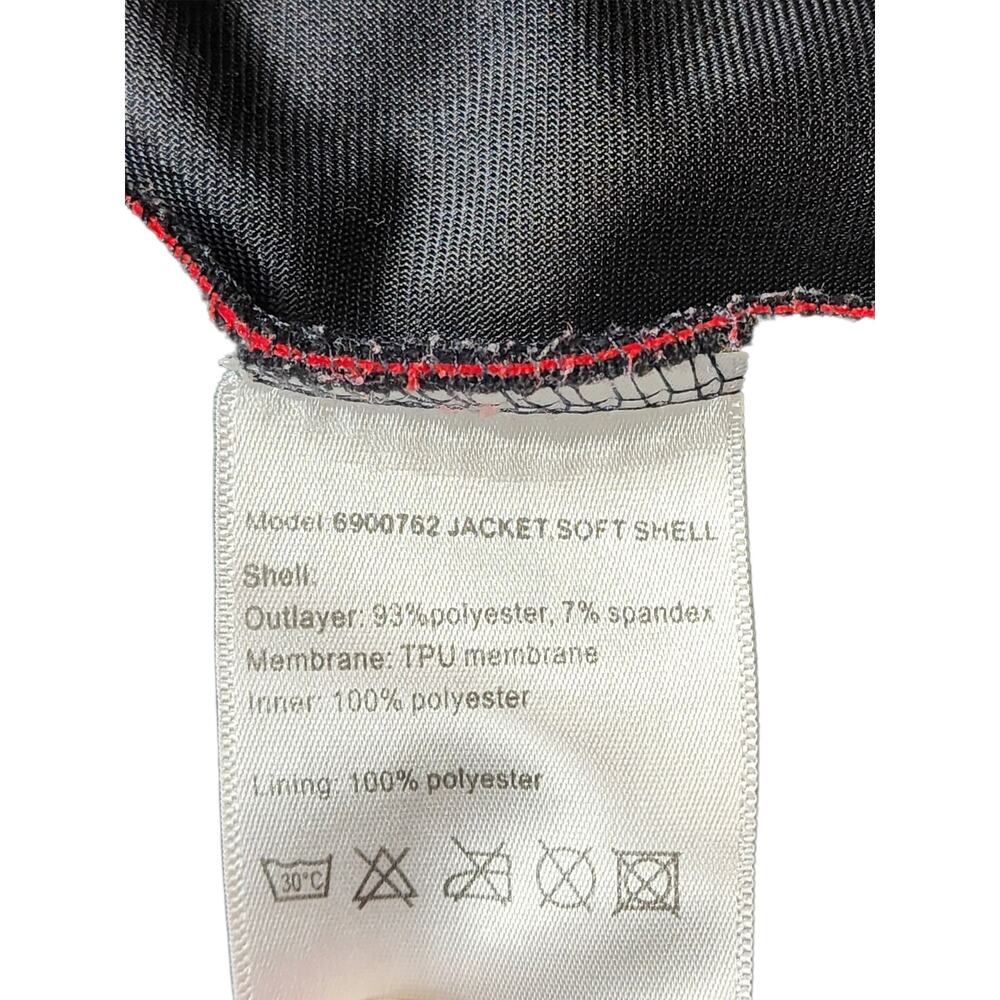 Model 6900762 JACKET, SOFT SHELL
Shell:
Outlayer: 93%polyester, 7% spandex
Membrane: TPU membrane
Inner: 100% polyester
Lining: 100% polyester
30°C